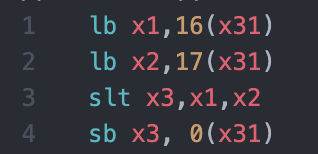 1 lb x1,16(x31)
2 lb x2,17(x31)
3 slt x3,x1,x2
4 sb x3, 0(x31)